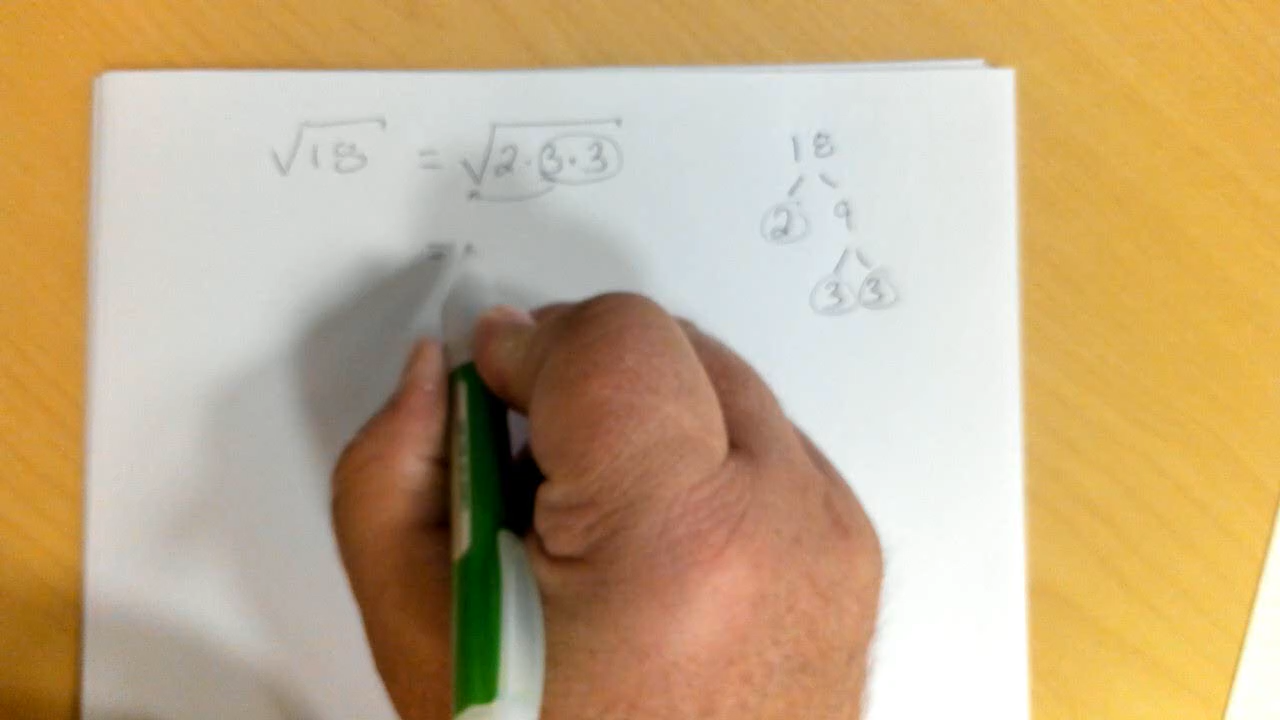 √18 = √2·3·3
=
18
2 9
3 3